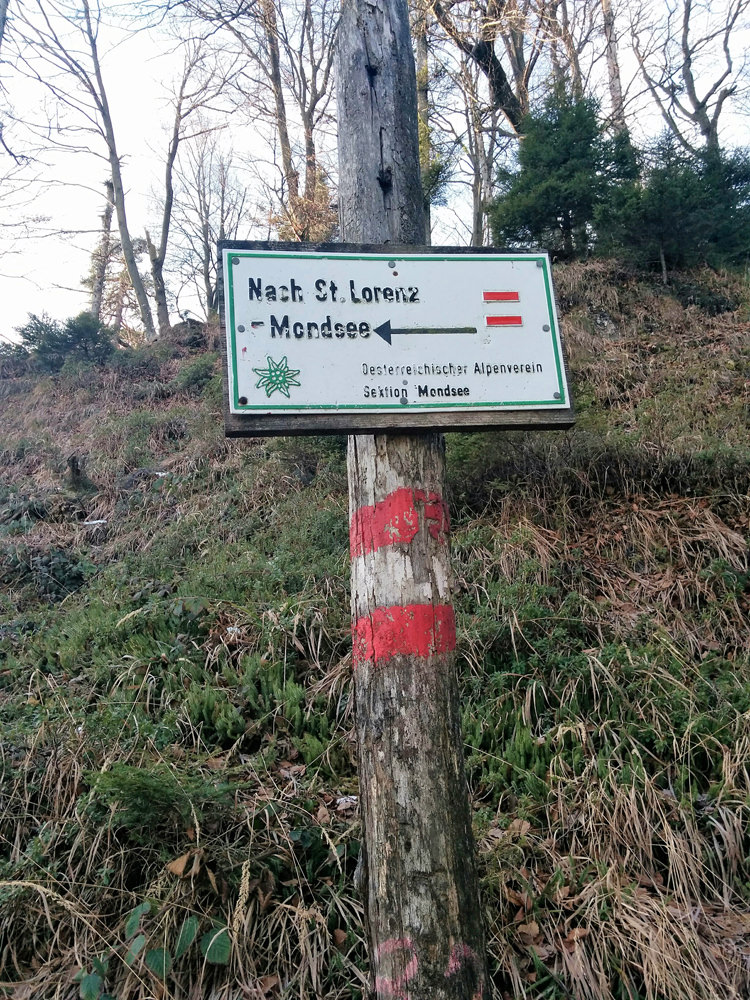 Nach St. Lorenz
- Mondsee
Oesterreichischer Alpenverein
Sektion Mondsee